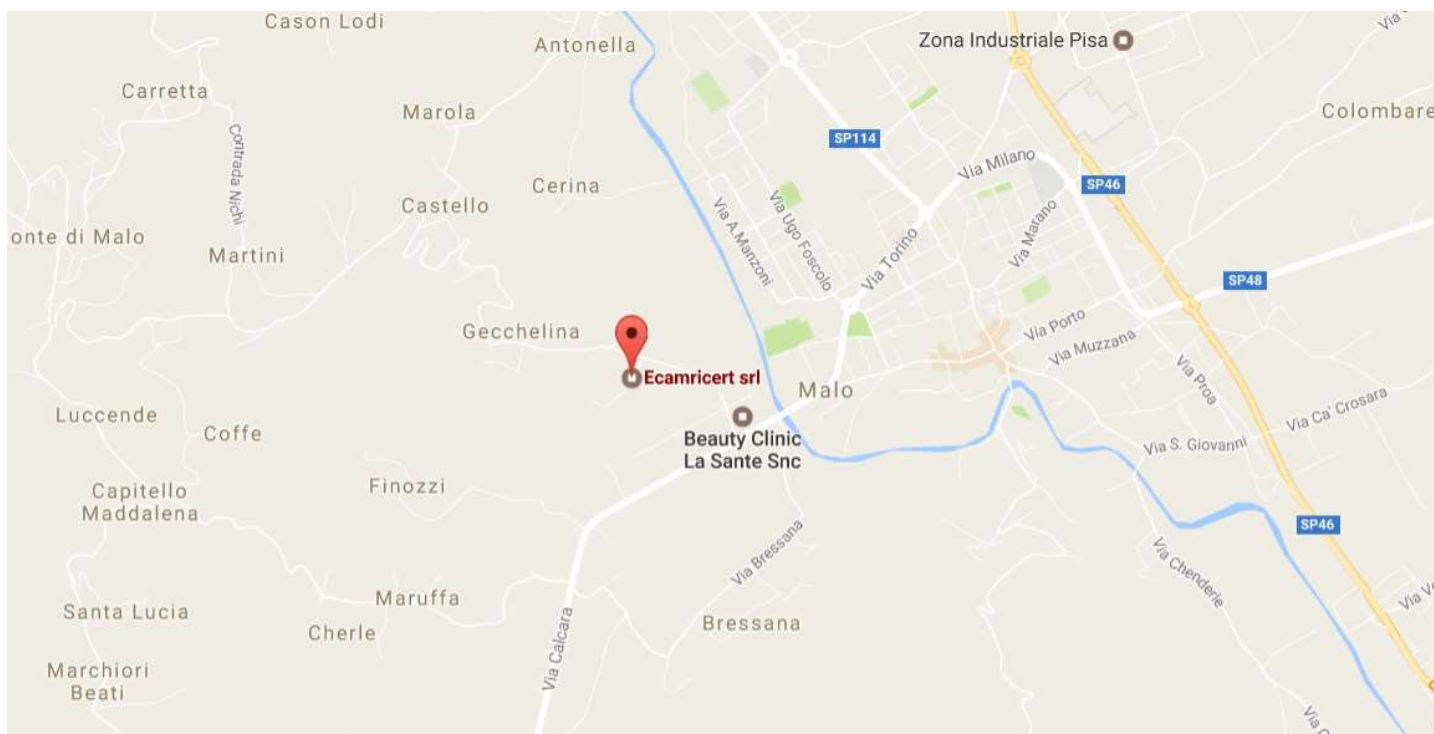 Cason Lodi
Antonella
Zona Industriale Pisa
Carretta
Marola
Colombare
SP114
Contrada Nichi
Via Milano
SP46
Cerina
Castello
Via A.Manzoni
Via Ugo Foscolo
Via Marano
onte di Malo
Martini
Via Torino
SP48
Gecchelina
Via Porto
Via Muzzana
Ecamricert srl
Malo
Via Proa
Luccende
Coffe
Beauty Clinic
La Sante Snc
Via Ca' Crosara
Via S. Giovanni
Capitello
Maddalena
Finozzi
SP46
Via Bressana
Via Chenderle
Santa Lucia
Maruffa
Cherle
Bressana
Via Calcara
Marchiori
Beati